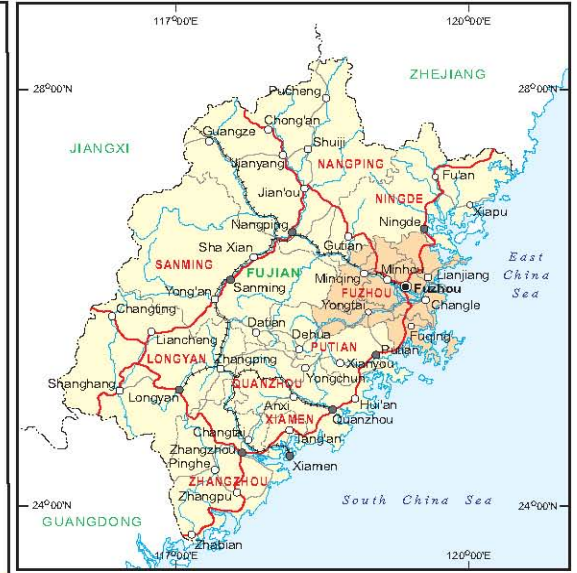 117°00'E
120°00'E
ZHEJIANG
28°00'N
28°00'N
PuCheng
Chong'an
Guangze
JIANGXI
Shuiji
Jianyang
NANGPING
Fu'an
Jian'ou
NINGDE
Xiapu
Nangping
Ningde
Gutian
Sha Xian
East
China
Sea
SANMING
FUJIAN
Minqing
Minhou
Lianjiang
Sanming
FUZHOU
Fuzhou
Yong'an
Yongtai
Changle
Changting
Datian
Fuqing
Liancheng
Dehua
PUTIAN
Putian
LONGYAN
Zhangping
Xianyou
Shanghang
QUANZHOU
Yongchun
Longyan
Anxi
Hui'an
XIAMEN
Quanzhou
Changtai
Tang'an
Zhangzhou
Pinghe
Xiamen
ZHANGZHOU
Zhangpu
South China Sea
24°00'N
24°00'N
GUANGDONG
Zhabian
117°00'E
120°00'E